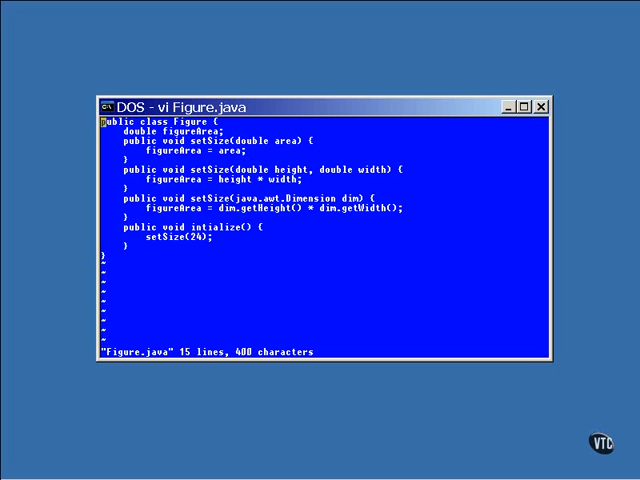 DOS - vi Figure.java
public class Figure {
    double figureArea;
    public void setSize(double area) {
        figureArea = area;
    }
    public void setSize(double height, double width) {
        figureArea = height * width;
    }
    public void setSize(java.awt.Dimension dim) {
        figureArea = dim.getHeight() * dim.getWidth();
    }
    public void intialize() {
        setSize(24);
    }
}
~
~
~
~
~
~
~
~
~
"Figure.java" 15 lines, 400 characters
VTC